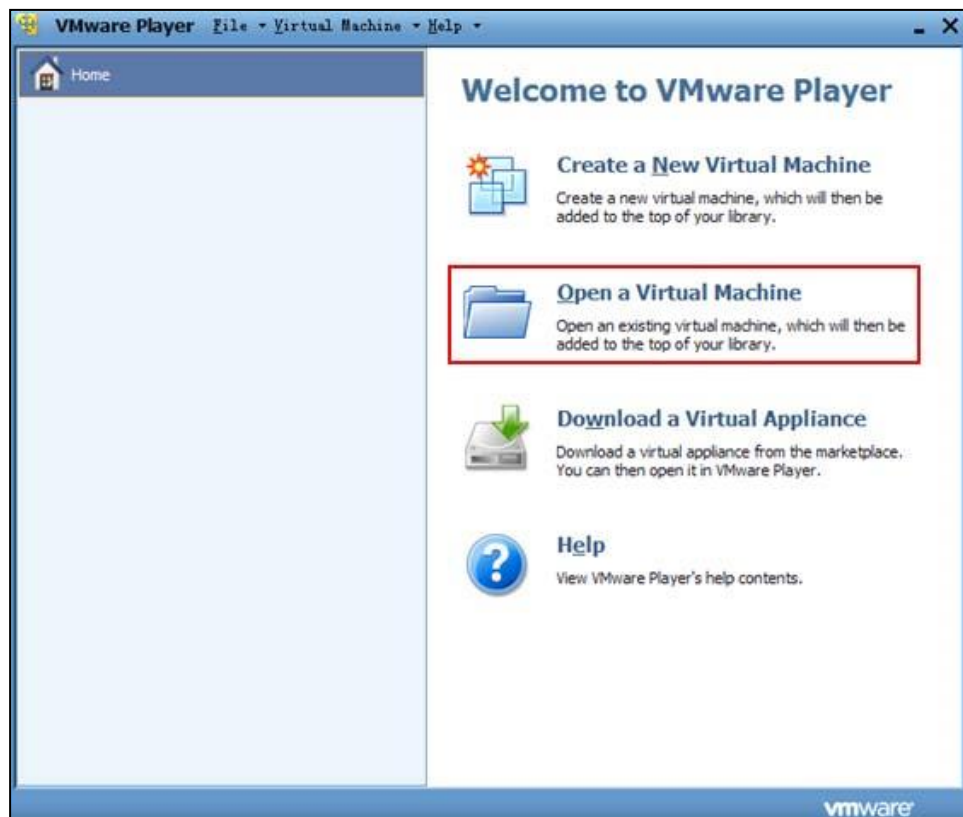 VMware Player File Virtual Machine Help
Home
Welcome to VMware Player
Create a New Virtual Machine
Create a new virtual machine, which will then be
added to the top of your library.
Open a Virtual Machine
Open an existing virtual machine, which will then be
added to the top of your library.
Download a Virtual Appliance
Download a virtual appliance from the marketplace.
You can then open it in VMware Player.
Help
View VMware Player's help contents.
vmware